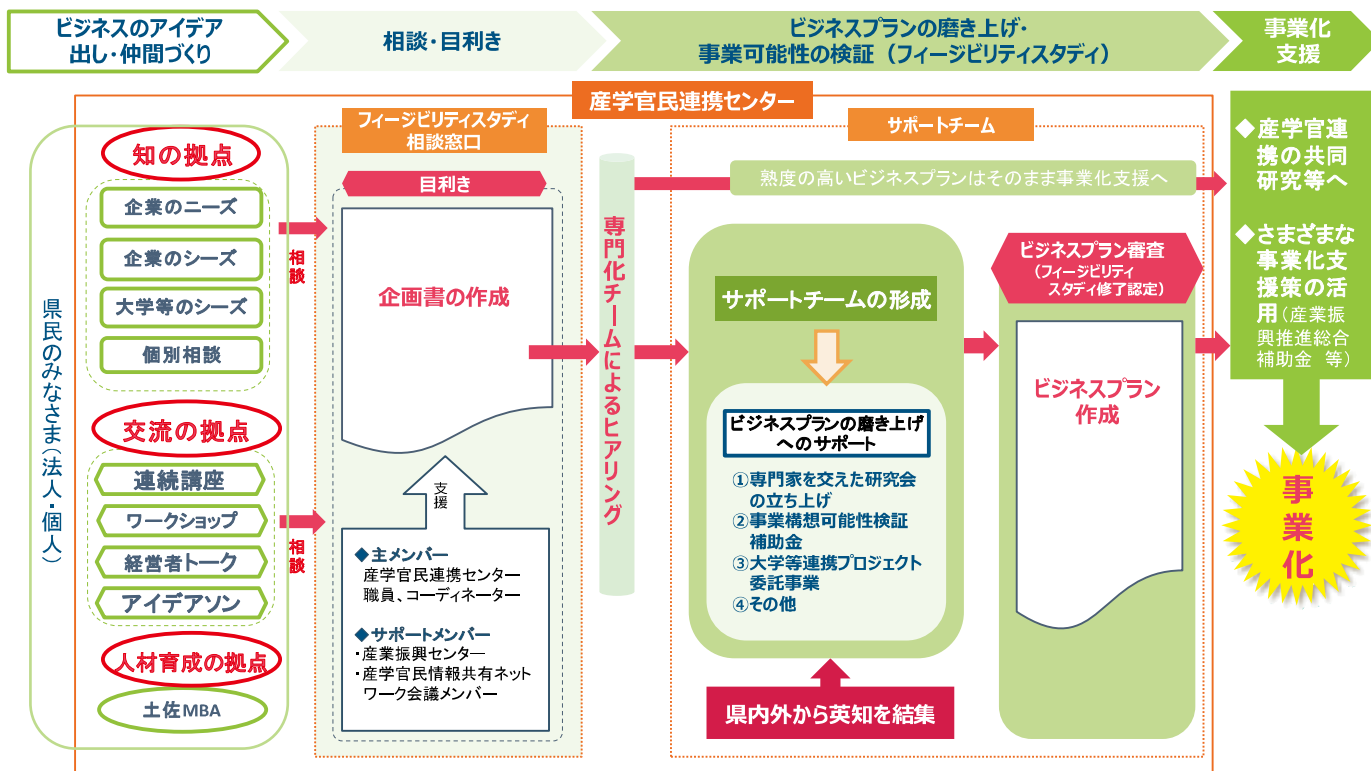 ビジネスのアイデア
出し・仲間づくり
相談・目利き
ビジネスプランの磨き上げ・
事業可能性の検証（フィージビリティスタディ）
事業化
支援
産学官民連携センター
県民のみなさま（法人・個人）
知の拠点
企業のニーズ
企業のシーズ
大学等のシーズ
個別相談
交流の拠点
連続講座
ワークショップ
経営者トーク
アイデアソン
人材育成の拠点
土佐MBA
相談
相談
フィージビリティスタディ
相談窓口
目利き
企画書の作成
支援
◆主メンバー
産学官民連携センター
職員、コーディネーター
◆サポートメンバー
・産業振興センター
・産学官民情報共有ネット
ワーク会議メンバー
専門化チームによるヒアリング
サポートチーム
熟度の高いビジネスプランはそのまま事業化支援へ
サポートチームの形成
ビジネスプランの磨き上げ
へのサポート
①専門家を交えた研究会
の立ち上げ
②事業構想可能性検証
補助金
③大学等連携プロジェクト
委託事業
④その他
県内外から英知を結集
ビジネスプラン審査
（フィージビリティ
スタディ修了認定）
ビジネスプラン
作成
◆産学官連
携の共同
研究等へ
◆さまざまな
事業化支
援策の活
用（産業振
興推進総合
補助金 等）
事業化